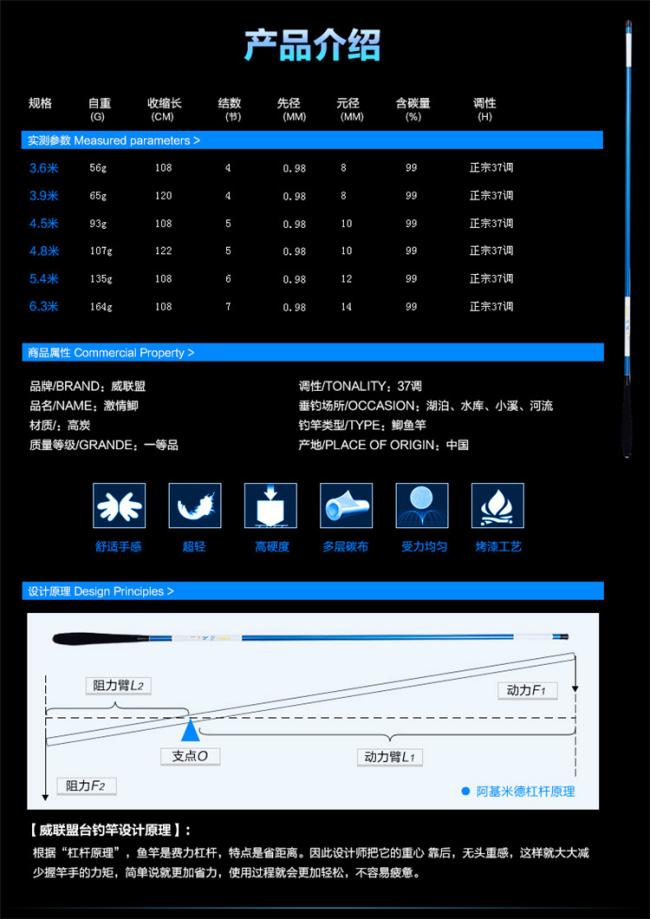 产品介绍
规格 自重 收缩长 结数 先径 元径 含碳量 调性
(G) (CM) (节) (MM) (MM) (%) (H)
实测参数 Measured parameters >
3.6米 56g 108 4 0.98 8 99 正宗37调
3.9米 65g 120 4 0.98 8 99 正宗37调
4.5米 93g 108 5 0.98 10 99 正宗37调
4.8米 107g 122 5 0.98 10 99 正宗37调
5.4米 135g 108 6 0.98 12 99 正宗37调
6.3米 164g 108 7 0.98 14 99 正宗37调
商品属性 Commercial Property >
品牌/BRAND：威联盟 调性/TONALITY：37调
品名/NAME：激情鲫 垂钓场所/OCCASION：湖泊、水库、小溪、河流
材质/：高炭 钓竿类型/TYPE：鲫鱼竿
质量等级/GRANDE：一等品 产地/PLACE OF ORIGIN：中国
舒适手感 超轻 高硬度 多层碳布 受力均匀 烤漆工艺
设计原理 Design Principles >
阻力臂L2
动力F1
支点O 动力臂L1
阻力F2
● 阿基米德杠杆原理
【威联盟台钓竿设计原理】：
根据“杠杆原理”，鱼竿是费力杠杆，特点是省距离。因此设计师把它的重心 靠后，无头重感，这样就大大减
少握竿手的力矩，简单说就更加省力，使用过程就会更加轻松，不容易疲意。